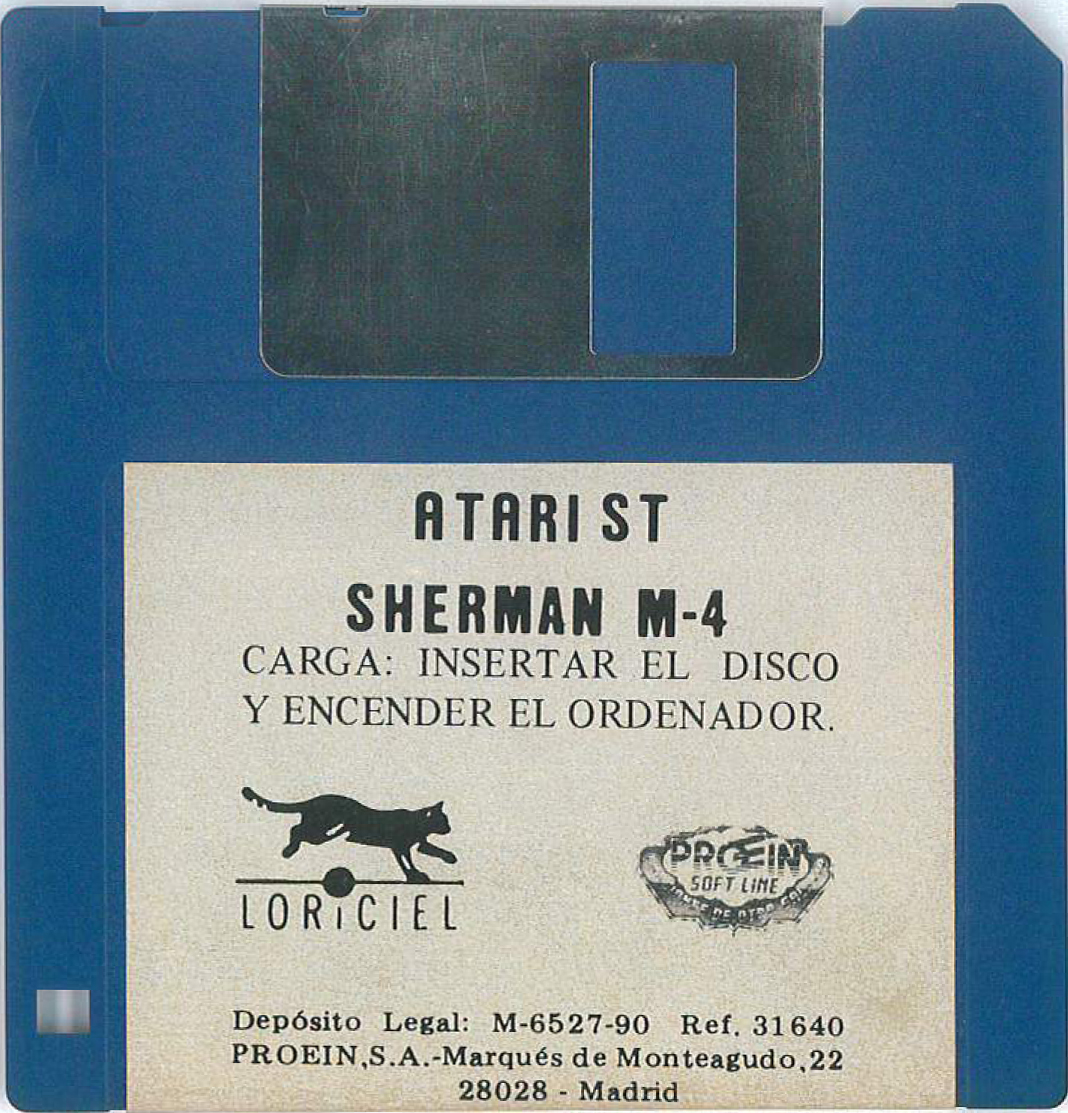 ATARI ST
SHERMAN M-4
CARGA: INSERTAR EL DISCO
Y ENCENDER EL ORDENADOR.
LORiCIEL
PROEIN
SOFT LINE
Depósito Legal: M-6527-90 Ref. 31640
PROEIN,S.A.-Marqués de Monteagudo,22
28028 - Madrid